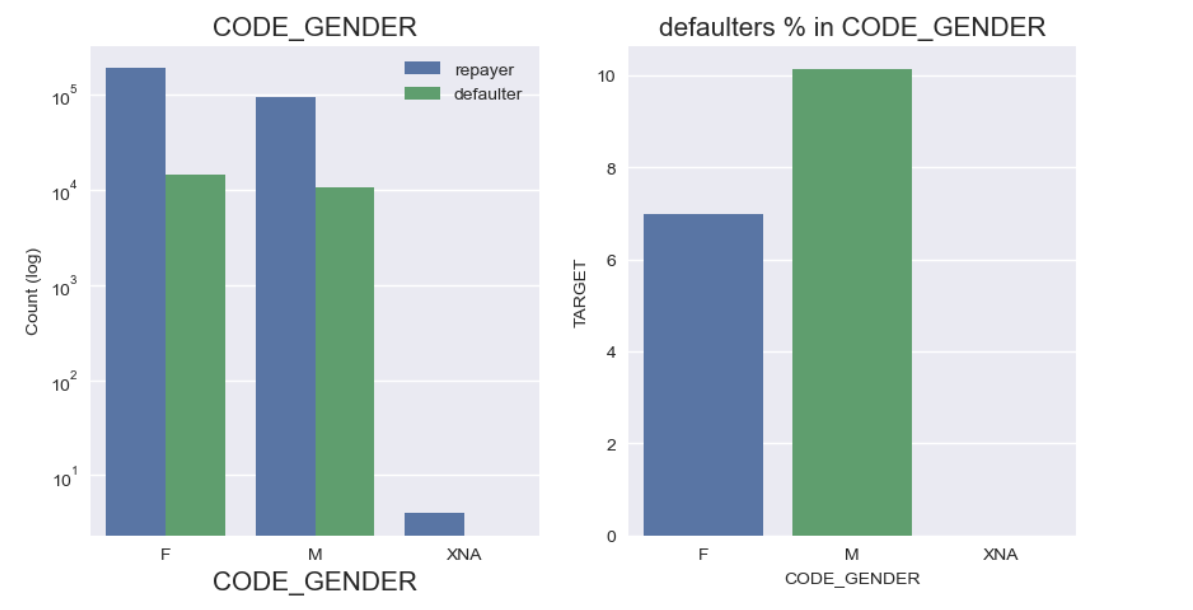 CODE_GENDER
repayer
defaulter
10^5
10^4
10^3
10^2
10^1
Count (log)
F M XNA
CODE_GENDER
defaulters % in CODE_GENDER
10
8
6
4
2
0
TARGET
F M XNA
CODE_GENDER